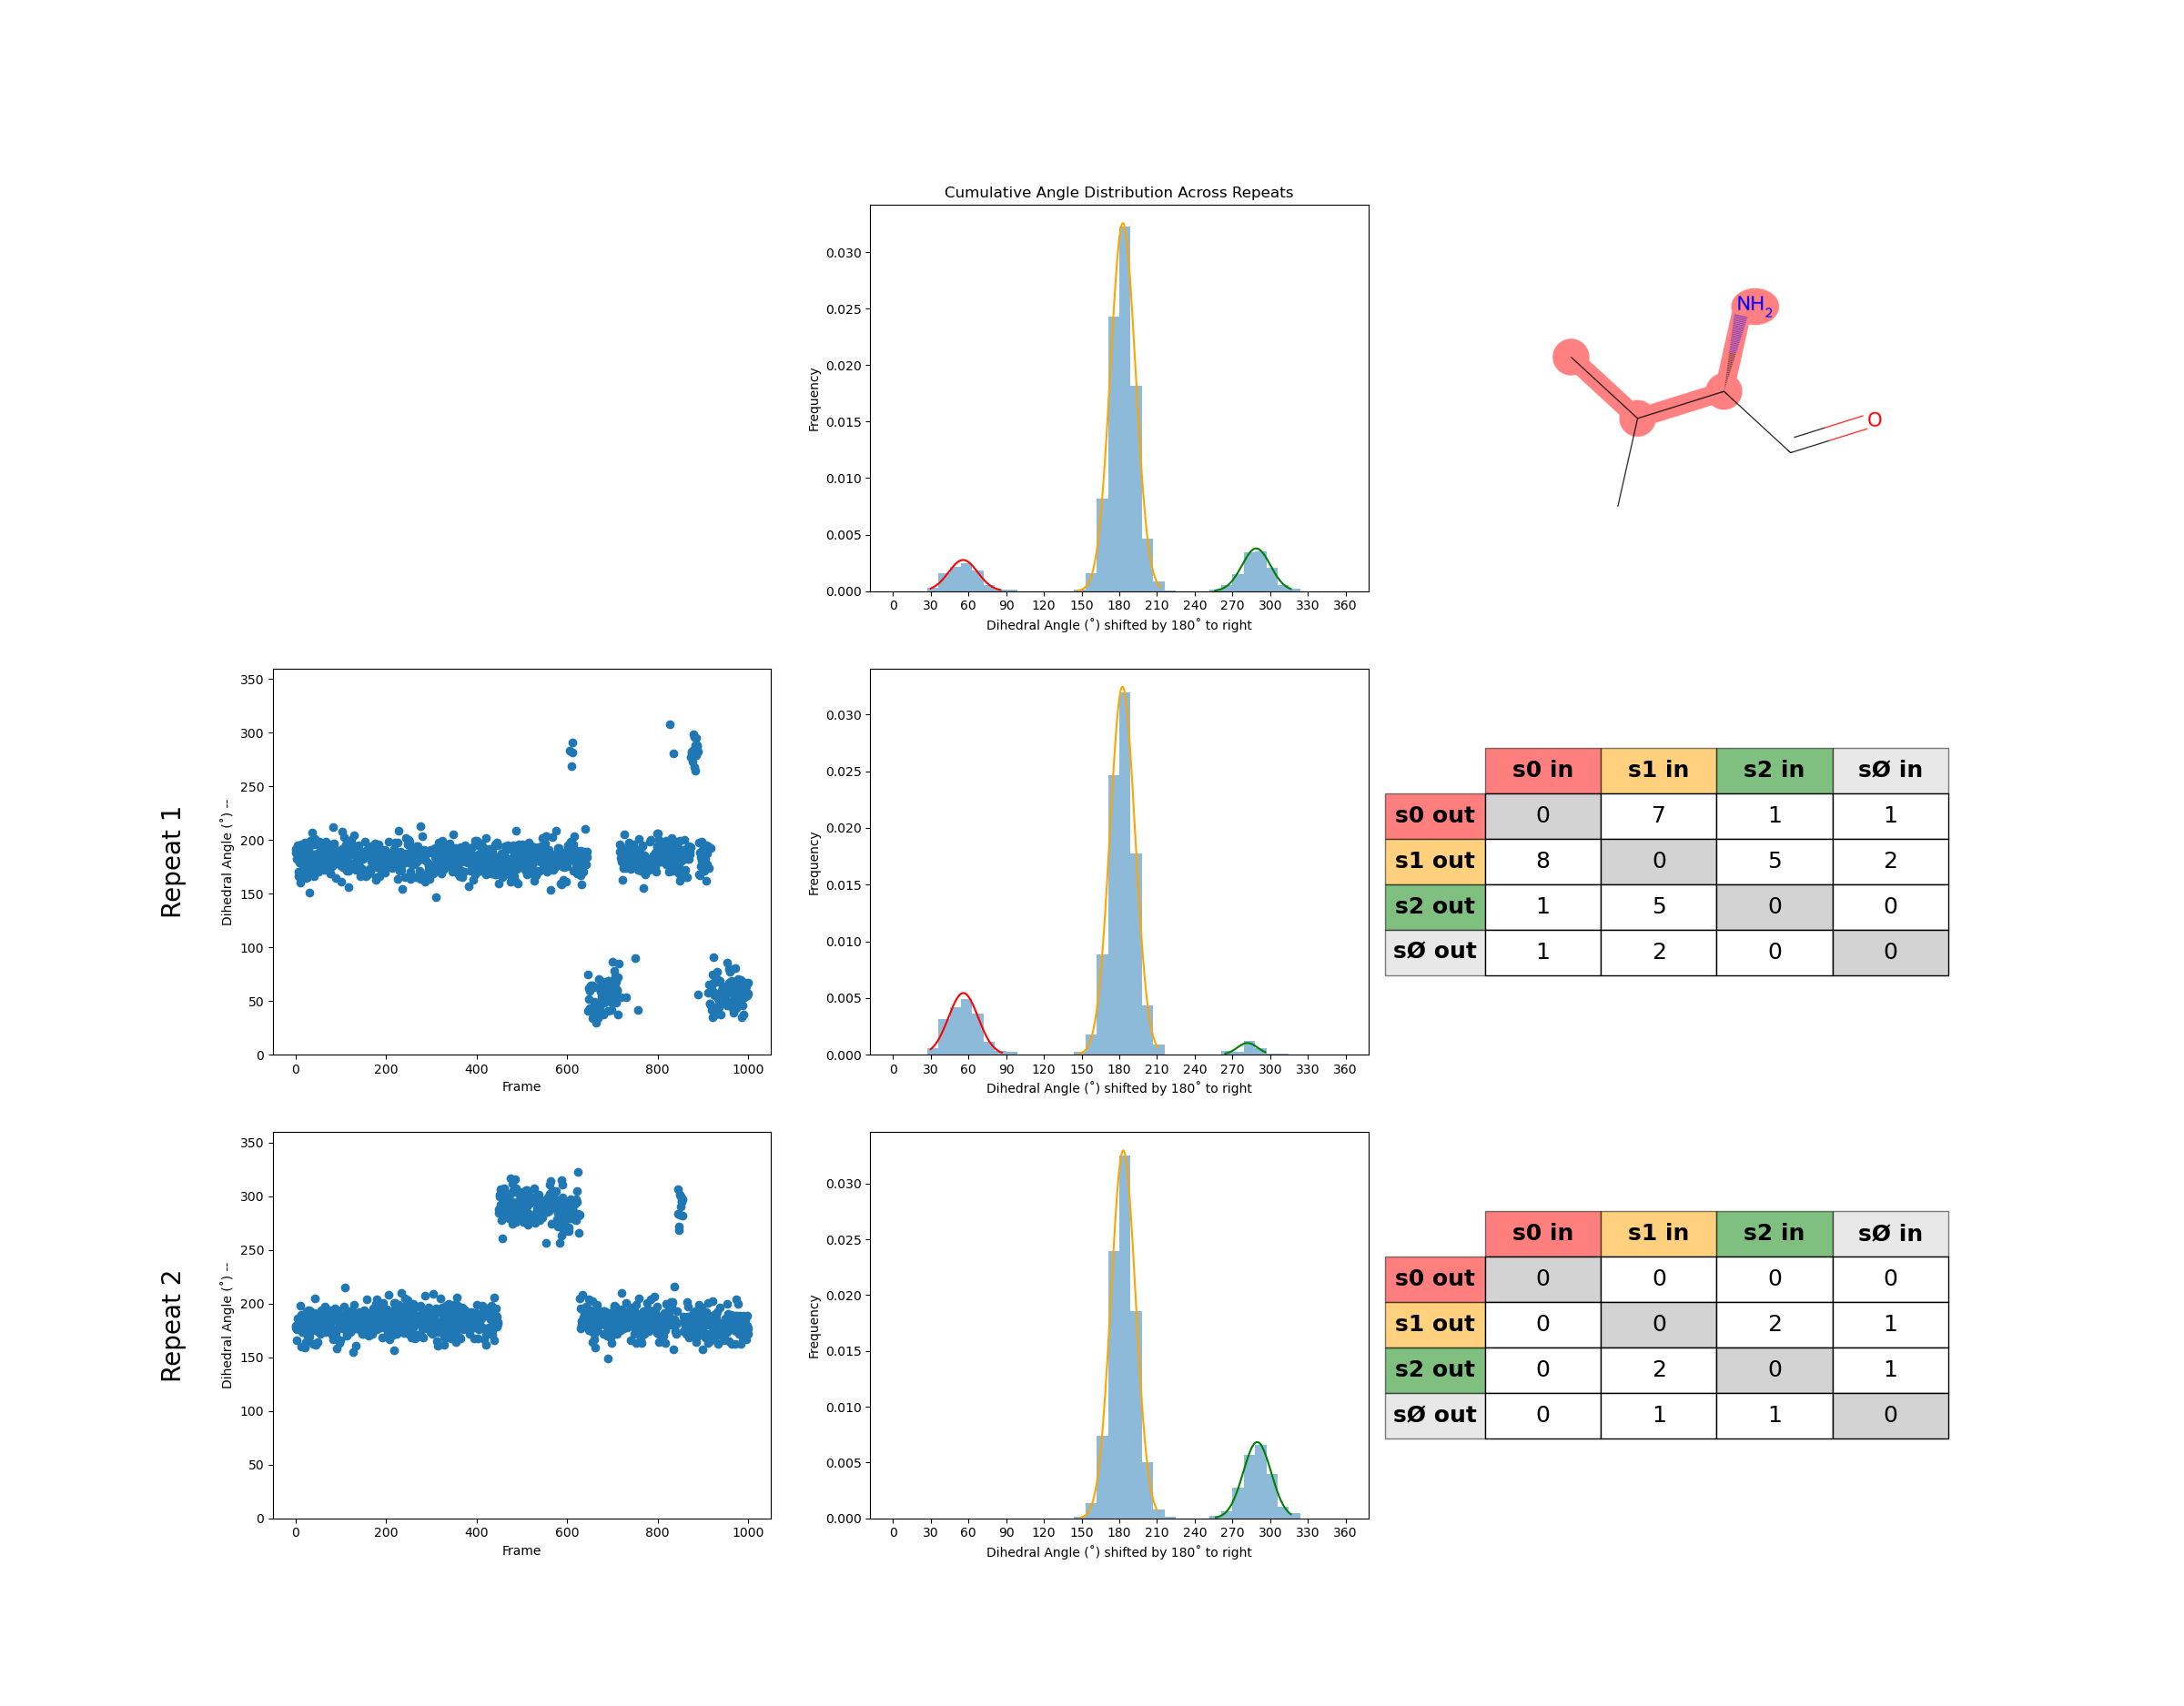 Cumulative Angle Distribution Across Repeats
Frequency
0.030
0.025
0.020
0.015
0.010
0.005
0.000
0 30 60 90 120 150 180 210 240 270 300 330 360
Dihedral Angle (˚) shifted by 180˚ to right
NH2
O
Repeat 1
Dihedral Angle (˚) --
350
300
250
200
150
100
50
0
0 200 400 600 800 1000
Frame
Frequency
0.030
0.025
0.020
0.015
0.010
0.005
0.000
0 30 60 90 120 150 180 210 240 270 300 330 360
Dihedral Angle (˚) shifted by 180˚ to right
s0 in s1 in s2 in sØ in
s0 out 0 7 1 1
s1 out 8 0 5 2
s2 out 1 5 0 0
sØ out 1 2 0 0
Repeat 2
Dihedral Angle (˚) --
350
300
250
200
150
100
50
0
0 200 400 600 800 1000
Frame
Frequency
0.030
0.025
0.020
0.015
0.010
0.005
0.000
0 30 60 90 120 150 180 210 240 270 300 330 360
Dihedral Angle (˚) shifted by 180˚ to right
s0 in s1 in s2 in sØ in
s0 out 0 0 0 0
s1 out 0 0 2 1
s2 out 0 2 0 1
sØ out 0 1 1 0